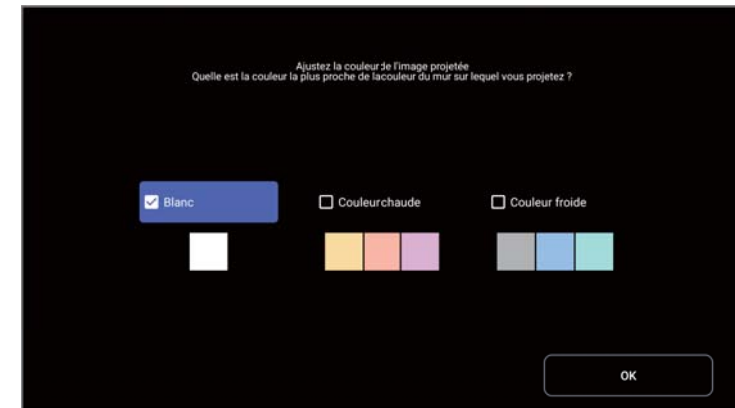 Ajustez la couleur de l'image projetée
Quelle est la couleur la plus proche de lacouleur du mur sur lequel vous projetez ?
Blanc
Couleurchaude
Couleur froide
OK